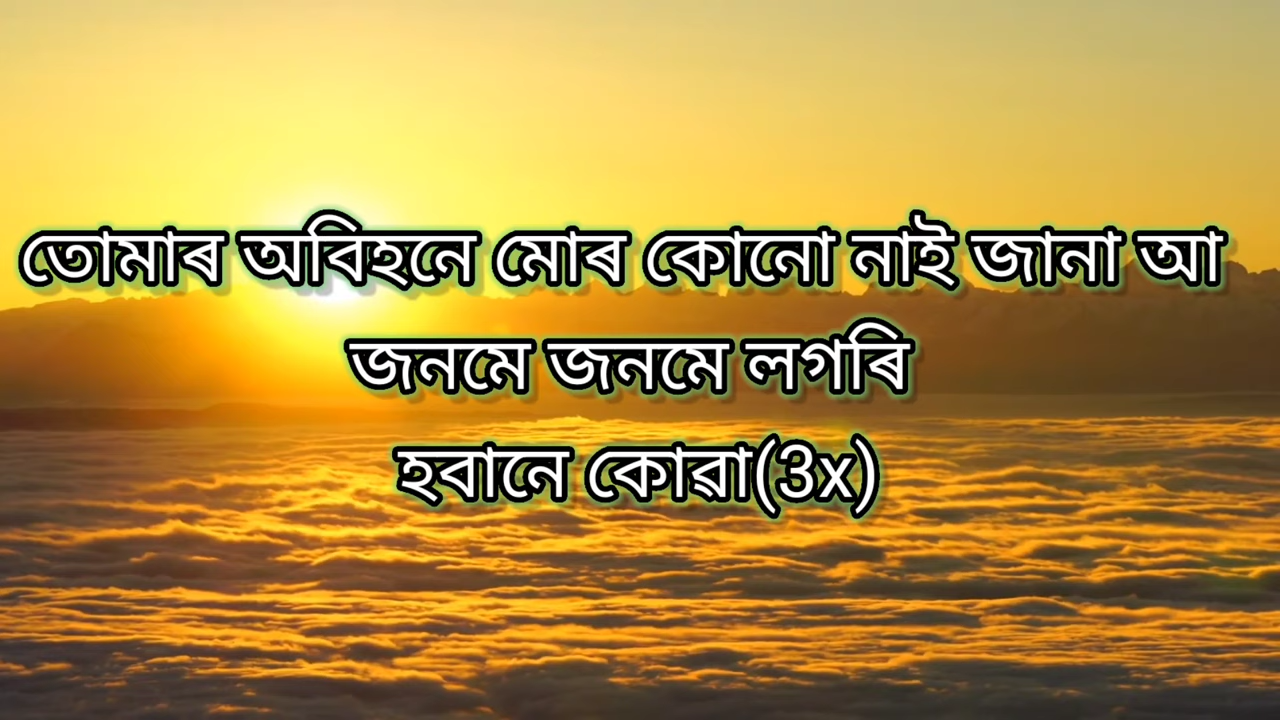 তোমাৰ অবিহনে মোৰ কোনো নাই জানা আ
জনমে জনমে লগৰি
হবানে কোৱা(3x)